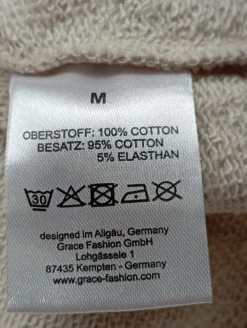 M
OBERSTOFF: 100% COTTON
BESATZ: 95% COTTON
5% ELASTHAN
30
designed im Allgäu, Germany
Grace Fashion GmbH
Lohgässele 1
87435 Kempten - Germany
www.grace-fashion.com